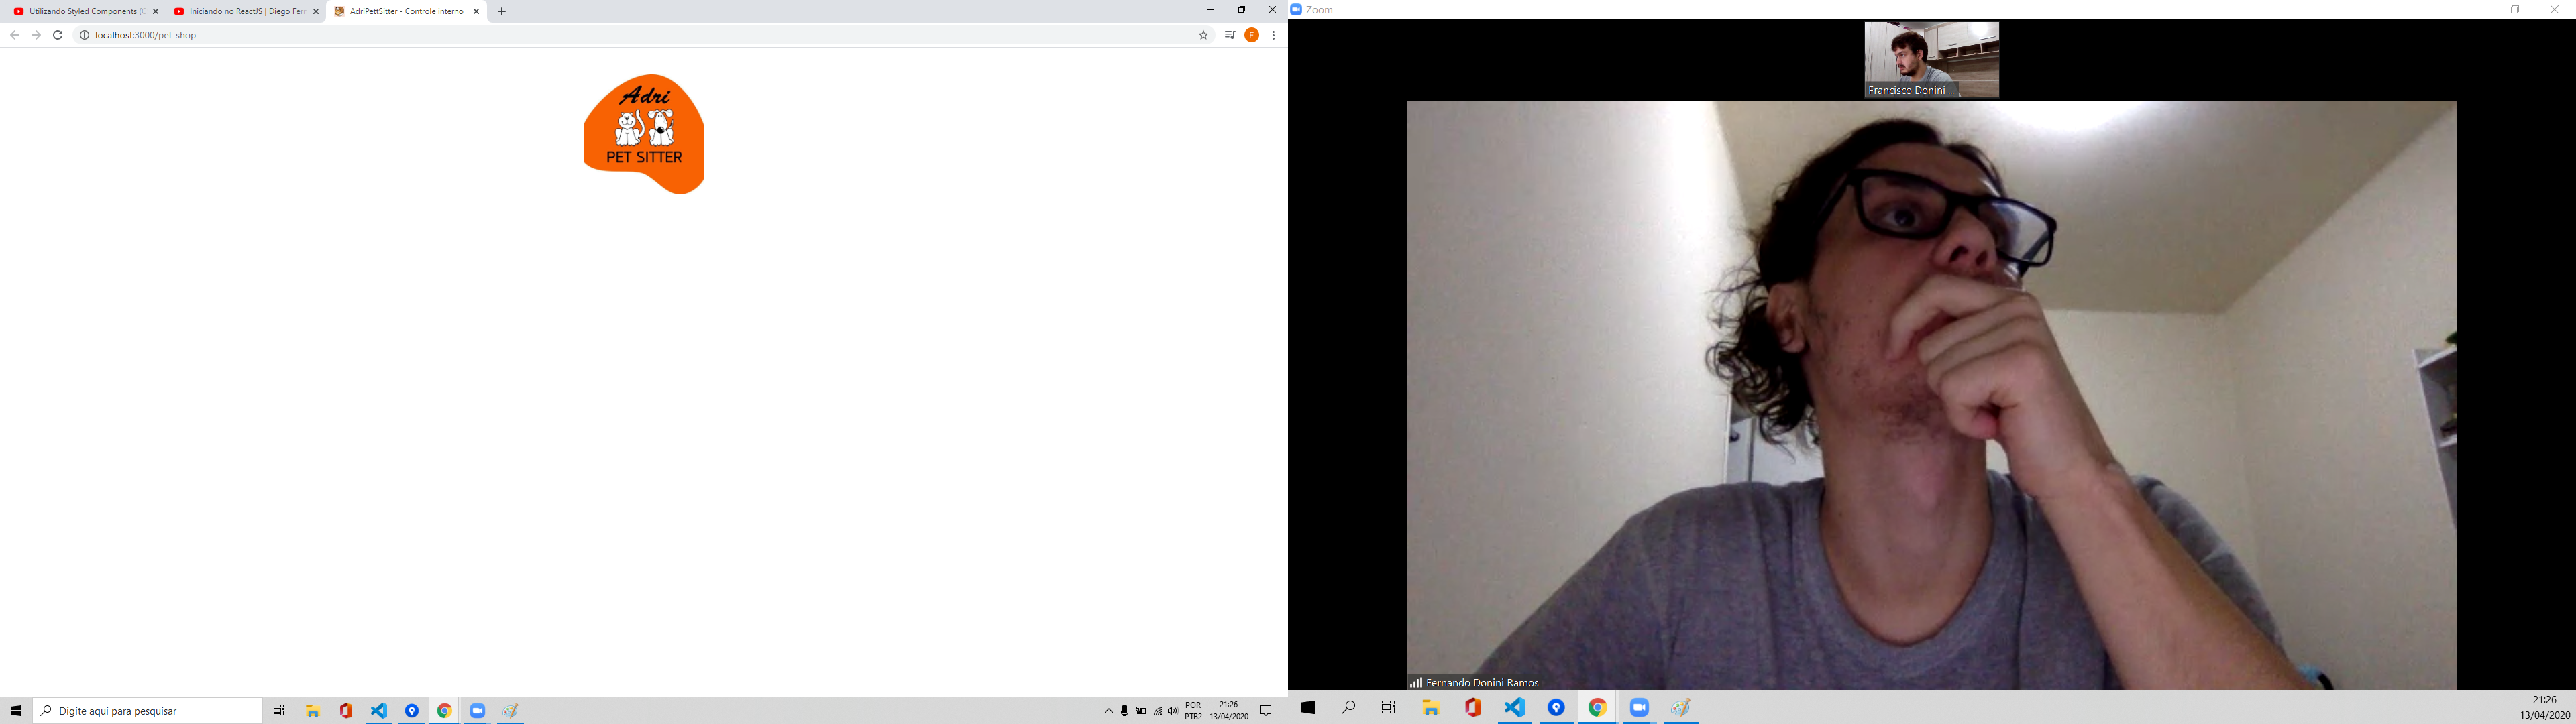 Utilizando Styled Components (C
Iniciando no ReactJS | Diego Fern
AdriPettSitter - Controle interno
localhost:3000/pet-shop
F
Adri
PET SITTER
Digite aqui para pesquisar
POR
PTB2
21:26
13/04/2020
Zoom
Francisco Donini ...
Fernando Donini Ramos
21:26
13/04/2020